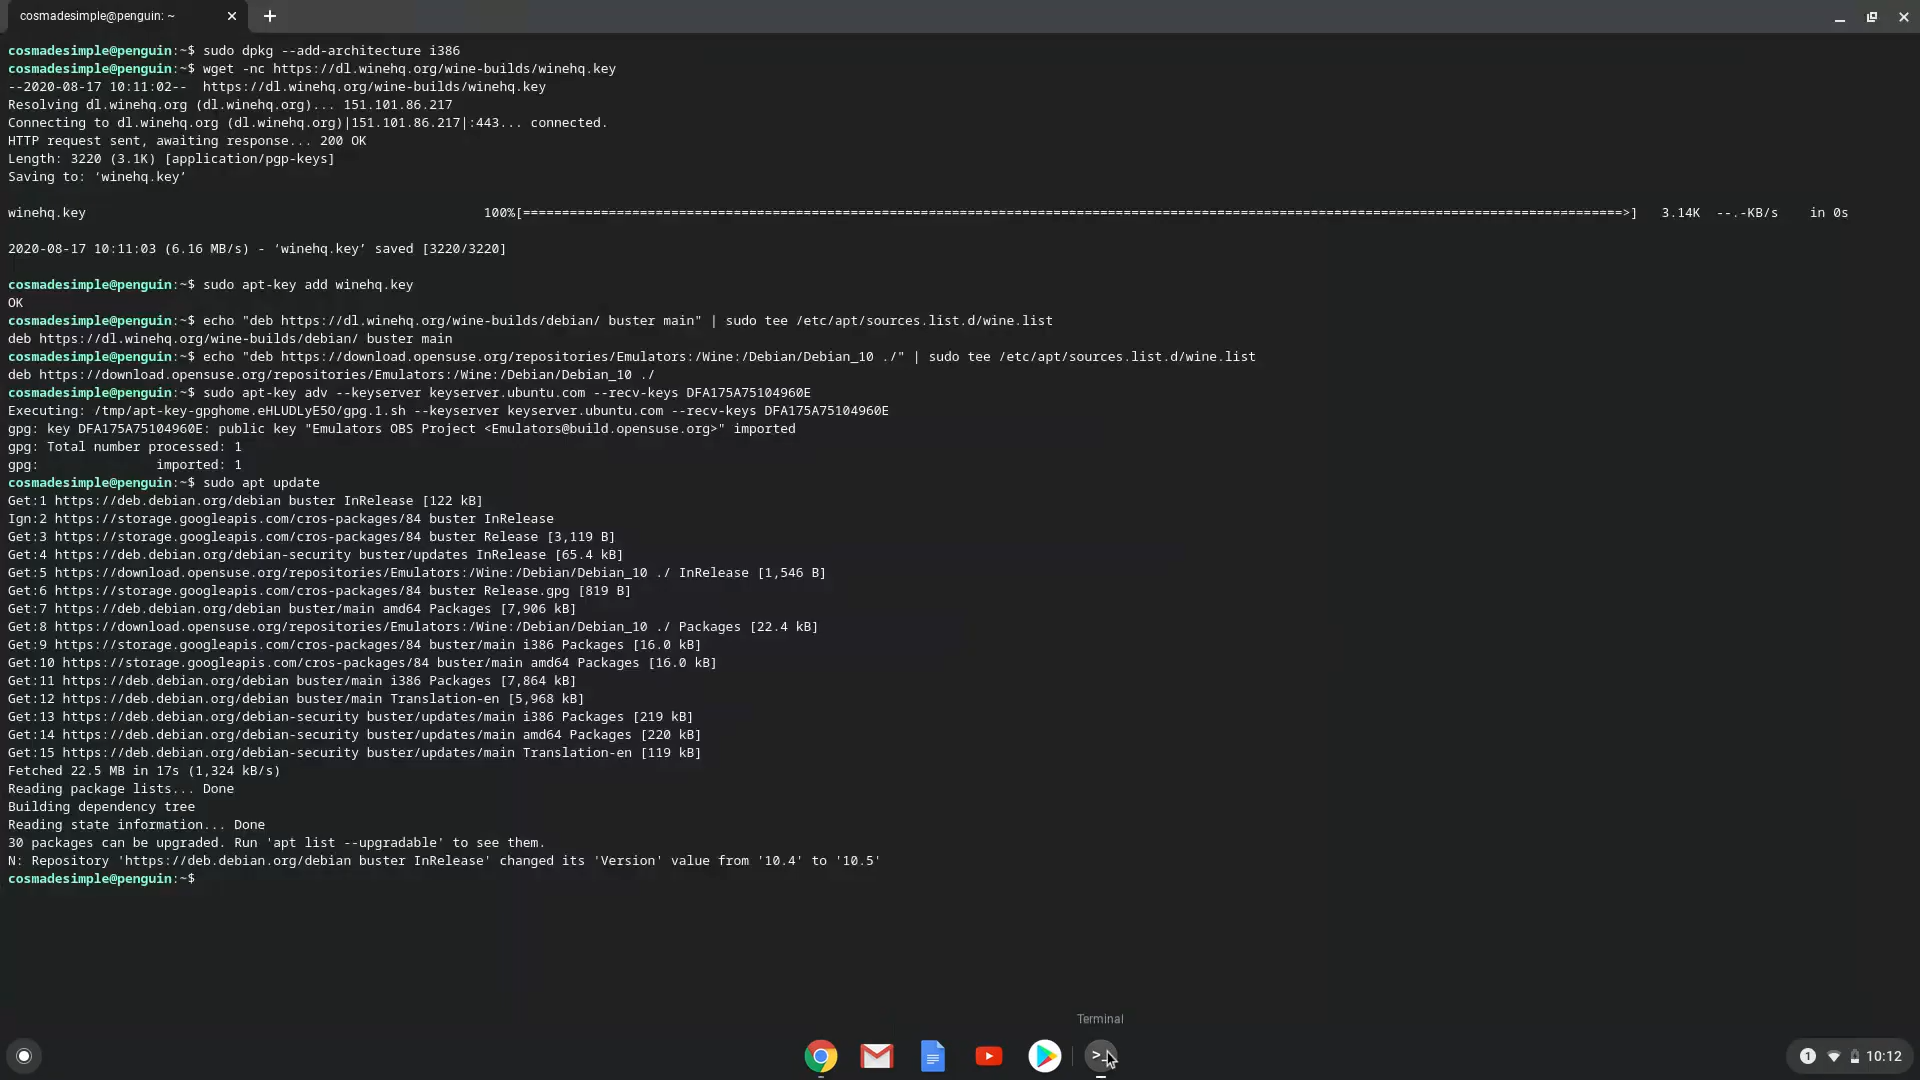 cosmadesimple@penguin: ~
cosmadesimple@penguin:~$ sudo dpkg --add-architecture i386
cosmadesimple@penguin:~$ wget -nc https://dl.winehq.org/wine-builds/winehq.key
--2020-08-17 10:11:02--  https://dl.winehq.org/wine-builds/winehq.key
Resolving dl.winehq.org (dl.winehq.org)... 151.101.86.217
Connecting to dl.winehq.org (dl.winehq.org)|151.101.86.217|:443... connected.
HTTP request sent, awaiting response... 200 OK
Length: 3220 (3.1K) [application/pgp-keys]
Saving to: ‘winehq.key’
winehq.key 100%[=============================================================================================================================================>] 3.14K --.-KB/s in 0s
2020-08-17 10:11:03 (6.16 MB/s) - ‘winehq.key’ saved [3220/3220]
cosmadesimple@penguin:~$ sudo apt-key add winehq.key
OK
cosmadesimple@penguin:~$ echo "deb https://dl.winehq.org/wine-builds/debian/ buster main" | sudo tee /etc/apt/sources.list.d/wine.list
deb https://dl.winehq.org/wine-builds/debian/ buster main
cosmadesimple@penguin:~$ echo "deb https://download.opensuse.org/repositories/Emulators:/Wine:/Debian/Debian_10 ./" | sudo tee /etc/apt/sources.list.d/wine.list
deb https://download.opensuse.org/repositories/Emulators:/Wine:/Debian/Debian_10 ./
cosmadesimple@penguin:~$ sudo apt-key adv --keyserver keyserver.ubuntu.com --recv-keys DFA175A75104960E
Executing: /tmp/apt-key-gpghome.eHLUDLyE5O/gpg.1.sh --keyserver keyserver.ubuntu.com --recv-keys DFA175A75104960E
gpg: key DFA175A75104960E: public key "Emulators OBS Project <Emulators@build.opensuse.org>" imported
gpg: Total number processed: 1
gpg:               imported: 1
cosmadesimple@penguin:~$ sudo apt update
Get:1 https://deb.debian.org/debian buster InRelease [122 kB]
Ign:2 https://storage.googleapis.com/cros-packages/84 buster InRelease
Get:3 https://storage.googleapis.com/cros-packages/84 buster Release [3,119 B]
Get:4 https://deb.debian.org/debian-security buster/updates InRelease [65.4 kB]
Get:5 https://download.opensuse.org/repositories/Emulators:/Wine:/Debian/Debian_10 ./ InRelease [1,546 B]
Get:6 https://storage.googleapis.com/cros-packages/84 buster Release.gpg [819 B]
Get:7 https://deb.debian.org/debian buster/main amd64 Packages [7,906 kB]
Get:8 https://download.opensuse.org/repositories/Emulators:/Wine:/Debian/Debian_10 ./ Packages [22.4 kB]
Get:9 https://storage.googleapis.com/cros-packages/84 buster/main i386 Packages [16.0 kB]
Get:10 https://storage.googleapis.com/cros-packages/84 buster/main amd64 Packages [16.0 kB]
Get:11 https://deb.debian.org/debian buster/main i386 Packages [7,864 kB]
Get:12 https://deb.debian.org/debian buster/main Translation-en [5,968 kB]
Get:13 https://deb.debian.org/debian-security buster/updates/main i386 Packages [219 kB]
Get:14 https://deb.debian.org/debian-security buster/updates/main amd64 Packages [220 kB]
Get:15 https://deb.debian.org/debian-security buster/updates/main Translation-en [119 kB]
Fetched 22.5 MB in 17s (1,324 kB/s)
Reading package lists... Done
Building dependency tree
Reading state information... Done
30 packages can be upgraded. Run 'apt list --upgradable' to see them.
N: Repository 'https://deb.debian.org/debian buster InRelease' changed its 'Version' value from '10.4' to '10.5'
cosmadesimple@penguin:~$
Terminal
1 10:12